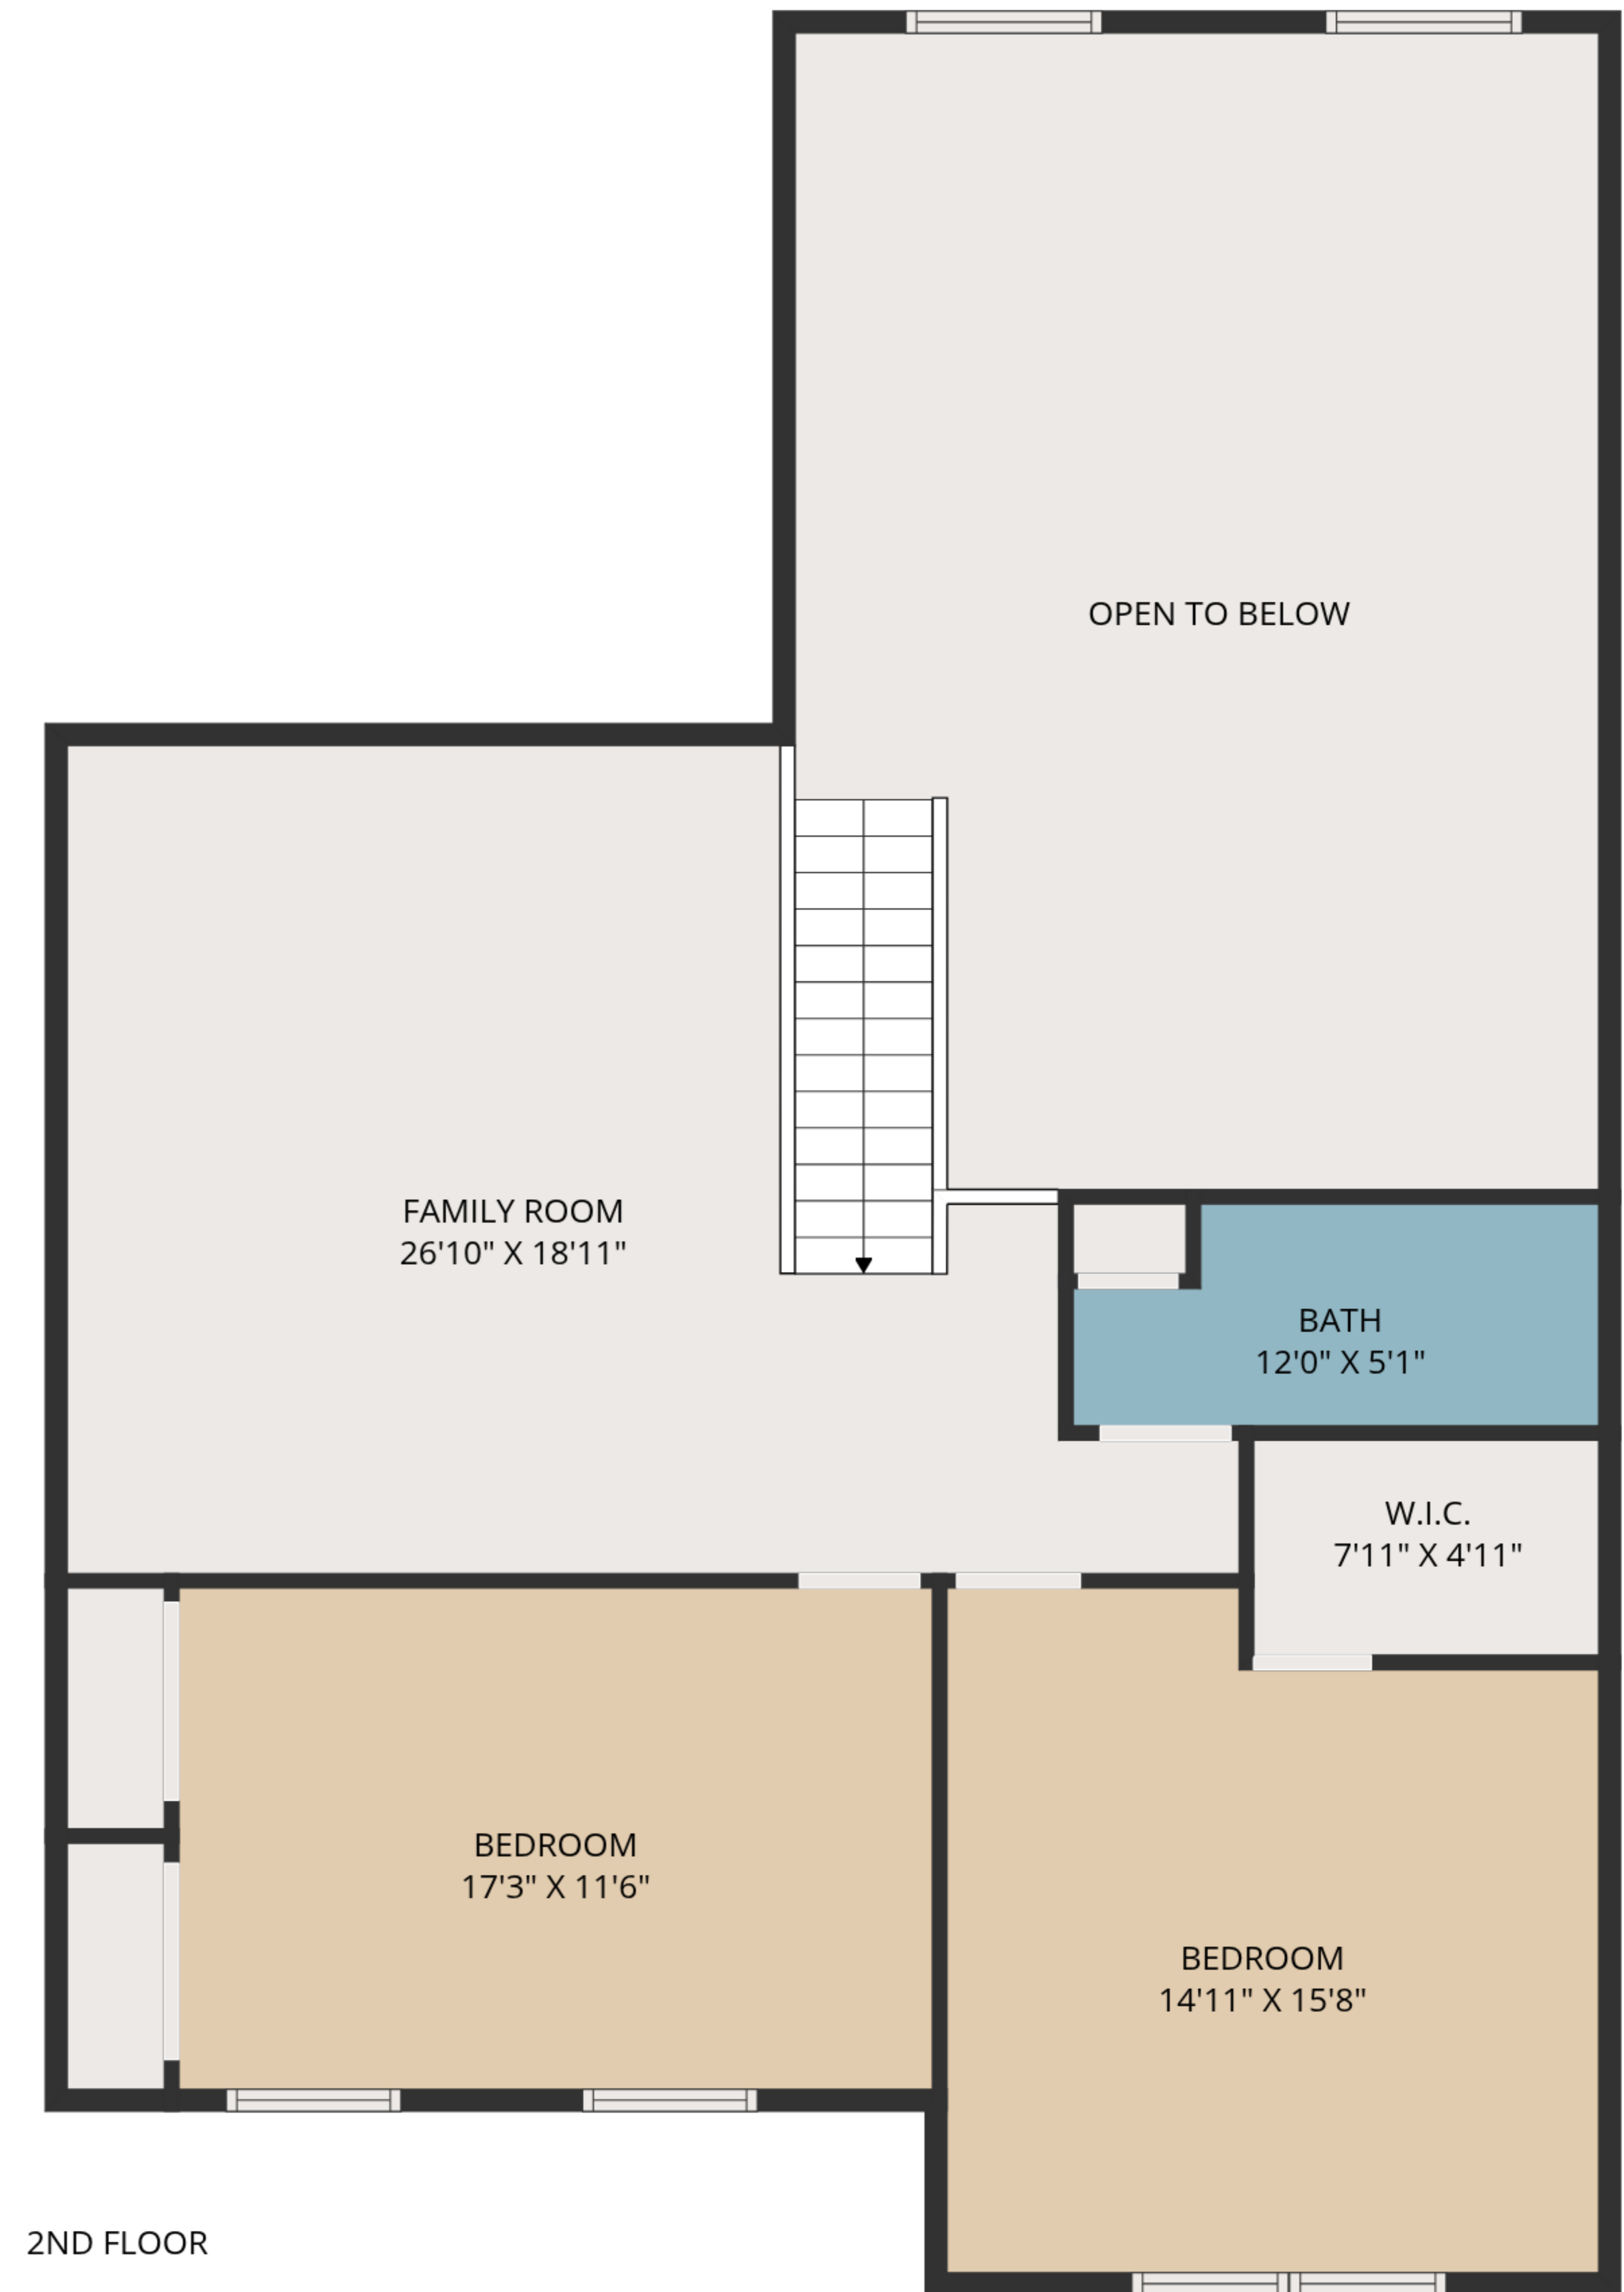 OPEN TO BELOW
FAMILY ROOM
26'10" X 18'11"
BATH
12'0" X 5'1"
W.I.C.
7'11" X 4'11"
BEDROOM
17'3" X 11'6"
BEDROOM
14'11" X 15'8"
2ND FLOOR